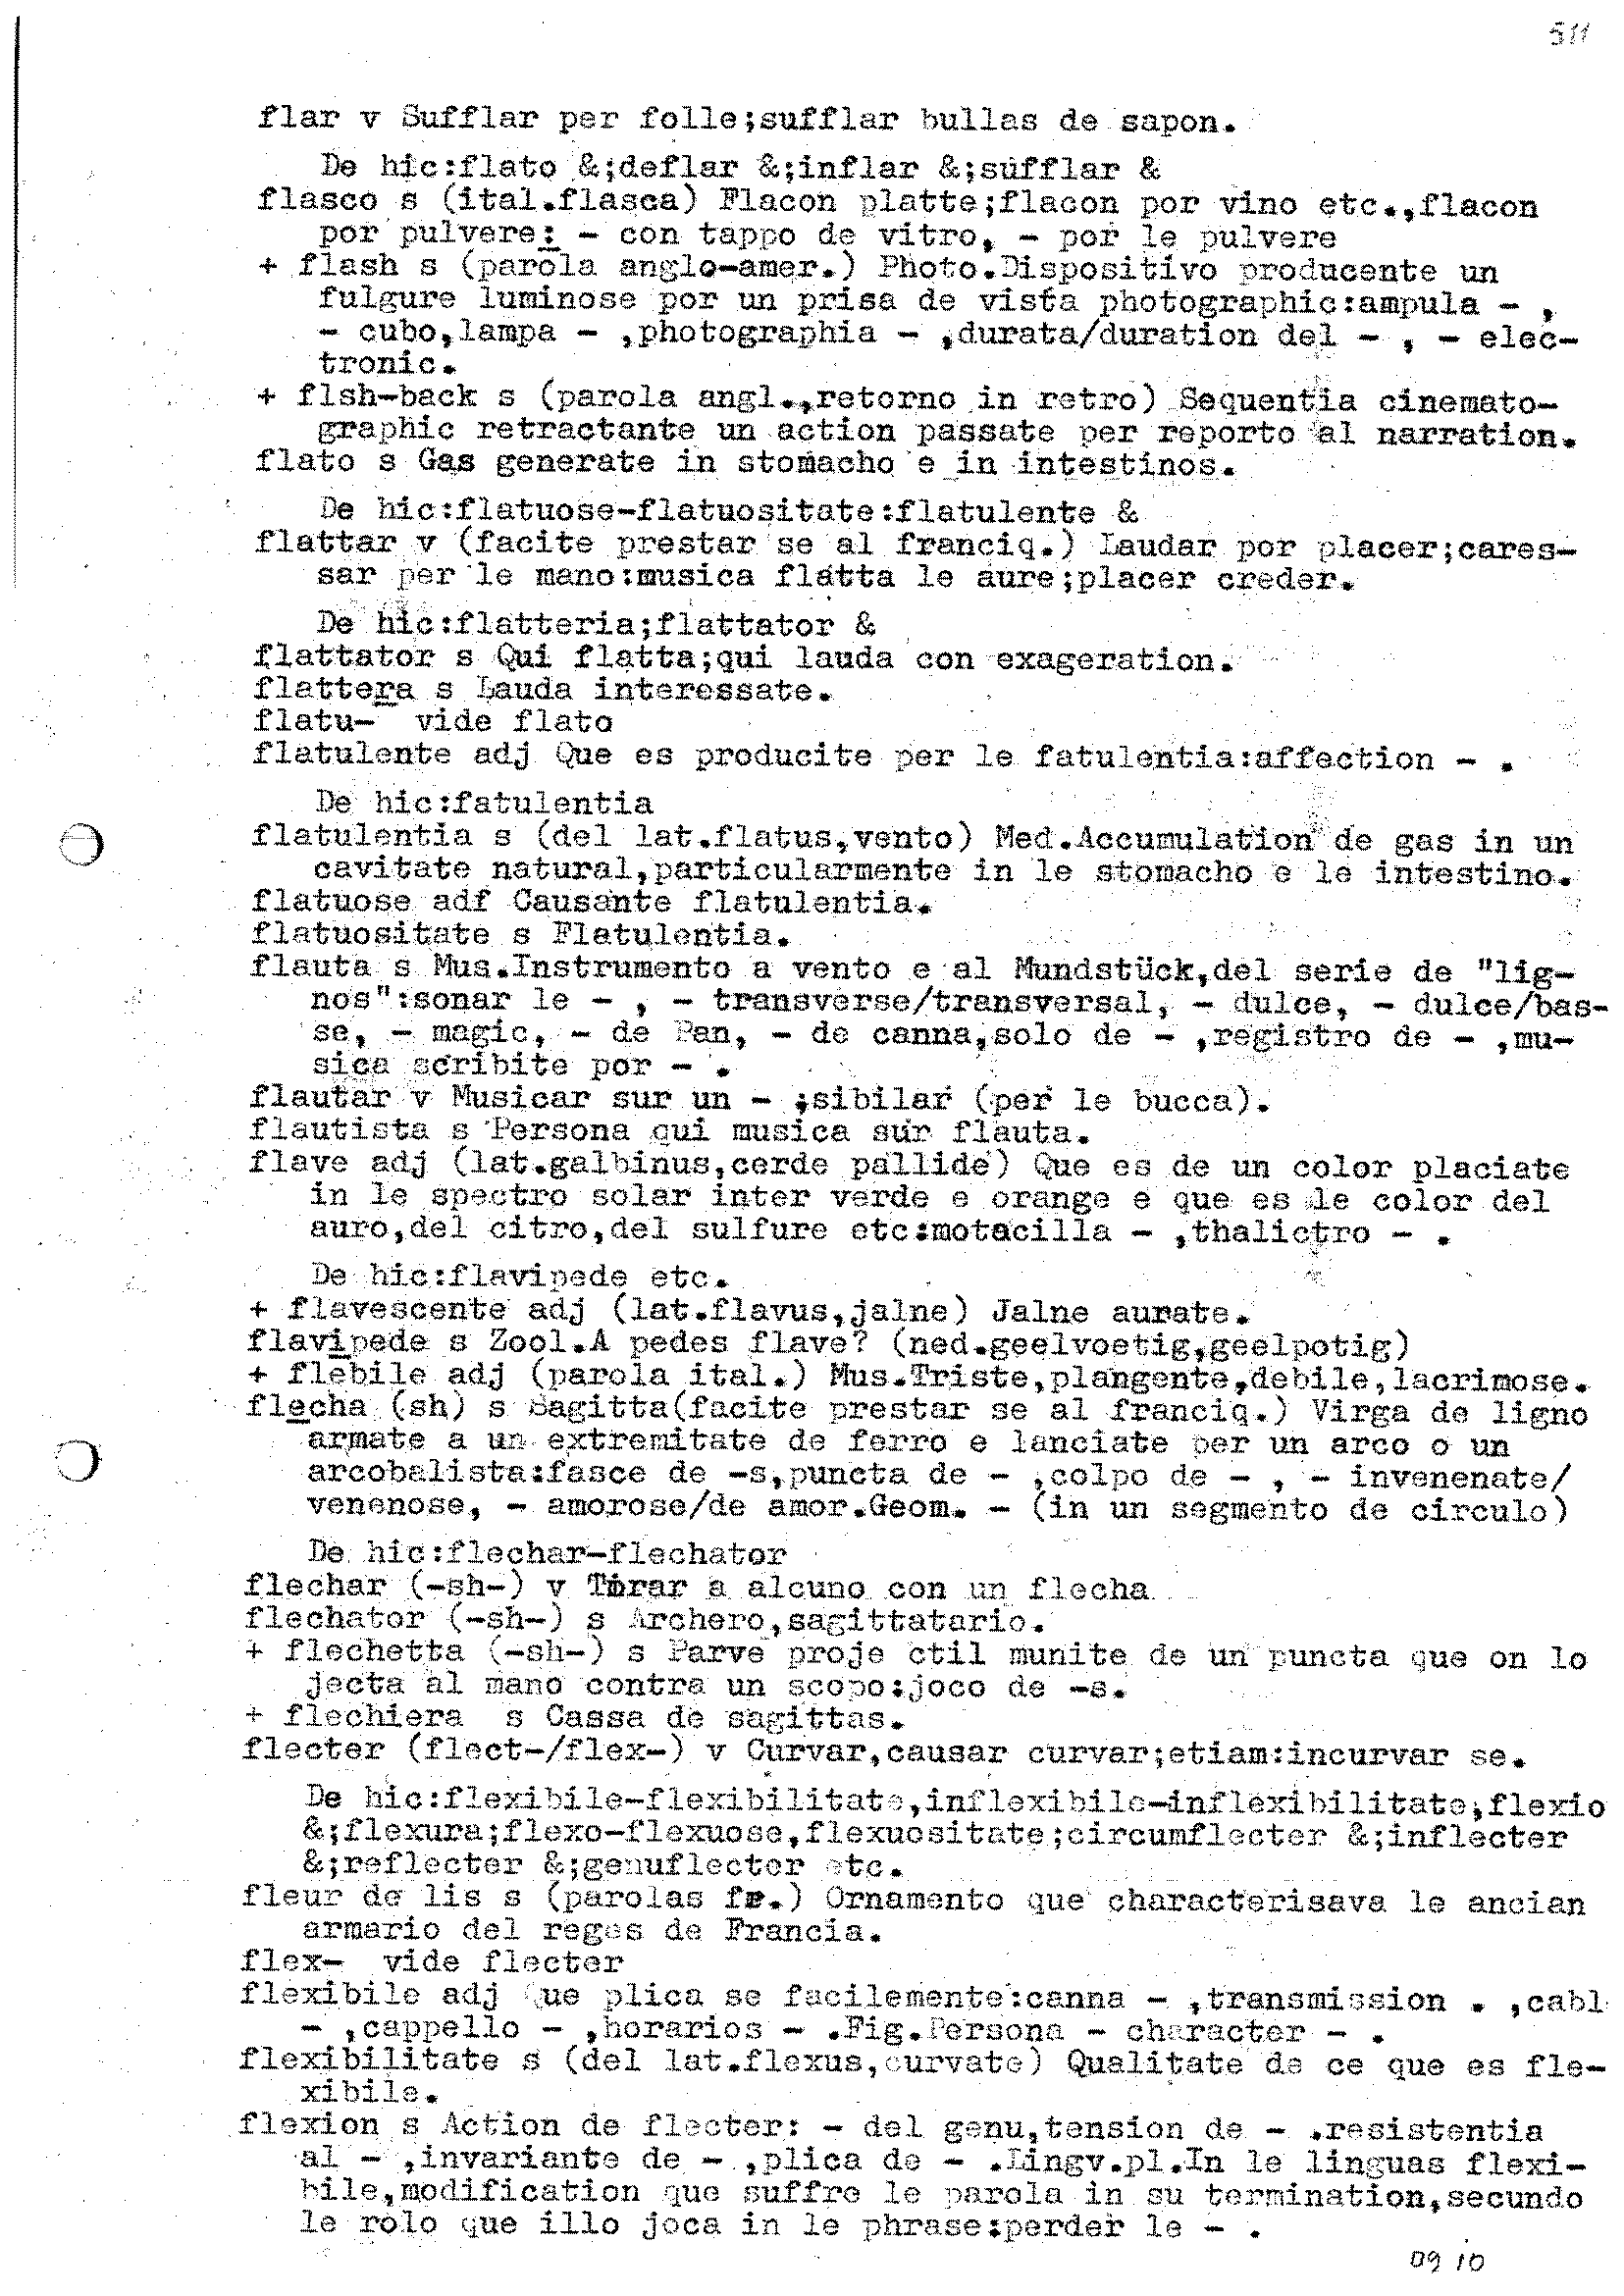 511
flar v Sufflar per folle;sufflar bullas de sapon.
De hic:flato &;deflar &;inflar &;sufflar &
flasco s (ital.flasca) Flacon platte;flacon por vino etc.,flacon
por pulvere: - con tappo de vitro, - por le pulvere
+ flash s (parola anglo-amer.) Photo.Dispositivo producente un
fulgure luminose por un prisa de vista photographic:ampula - ,
- cubo,lampa - ,photographia - ,durata/duration del - , - elec-
tronic.
+ flsh-back s (parola angl.,retorno in retro) Sequentia cinemato-
graphic retractante un action passate per reporto al narration.
flato s Gas generate in stomacho e in intestinos.
De hic:flatuose-flatuositate:flatulente &
flattar v (facite prestar se al franciq.) Laudar por placer;cares-
sar per le mano:musica flatta le aure;placer creder.
De hic:flatteria;flattator &
flattator s Qui flatta;qui lauda con exageration.
flattera s Lauda interessate.
flatu- vide flato
flatulente adj Que es producite per le fatulentia:affection - .
De hic:fatulentia
flatulentia s (del lat.flatus,vento) Med.Accumulation de gas in un
cavitate natural,particularmente in le stomacho e le intestino.
flatuose adf Causante flatulentia.
flatuositate s Flatulentia.
flauta s Mus.Instrumento a vento e al Mundstück,del serie de "lig-
nos":sonar le - , - transverse/transversal, - dulce, - dulce/bas-
se, - magic, - de Pan, - de canna,solo de - ,registro de - ,mu-
sica scribite por - .
flautar v Musicar sur un - ;sibilar (per le bucca).
flautista s Persona qui musica sur flauta.
flave adj (lat.galbinus,cerde pallide) Que es de un color placiate
in le spectro solar inter verde e orange e que es le color del
auro,del citro,del sulfure etc:motacilla - ,thalictro - .
De hic:flavipede etc.
+ flavescente adj (lat.flavus,jalne) Jalne aurate.
flavipede s Zool.A pedes flave? (ned.geelvoetig,geelpotig)
+ flebile adj (parola ital.) Mus.Triste,plangente,debile,lacrimose.
flecha (sh) s Sagitta(facite prestar se al franciq.) Virga de ligno
armate a un extremitate de ferro e lanciate per un arco o un
arcobalista:fasce de -s,puncta de - ,colpo de - , - invenenate/
venenose, - amorose/de amor.Geom. - (in un segmento de circulo)
De hic:flechar-flechator
flechar (-sh-) v Tirar a alcuno con un flecha
flechator (-sh-) s Archero,sagittatario.
+ flechetta (-sh-) s Parve proje ctil munite de un puncta que on lo
jecta al mano contra un scopo:joco de -s.
+ flechiera s Cassa de sagittas.
flecter (flect-/flex-) v Curvar,causar curvar;etiam:incurvar se.
De hic:flexibile-flexibilitate,inflexibile-inflexibilitate;flexio
&;flexura;flexo-flexuose,flexuositate;circumflecter &;inflecter
&;reflecter &;genuflector etc.
fleur de lis s (parolas fr.) Ornamento que characterisava le ancian
armario del reges de Francia.
flex- vide flecter
flexibile adj Que plica se facilemente:canna - ,transmission . ,cabl
- ,cappello - ,horarios - .Fig.Persona - character - .
flexibilitate s (del lat.flexus,curvate) Qualitate de ce que es fle-
xibile.
flexion s Action de flecter: - del genu,tension de - .resistentia
al - ,invariante de - ,plica de - .Lingv.pl.In le linguas flexi-
bile,modification que suffre le parola in su termination,secundo
le rolo que illo joca in le phrase:perder le - .
09 10